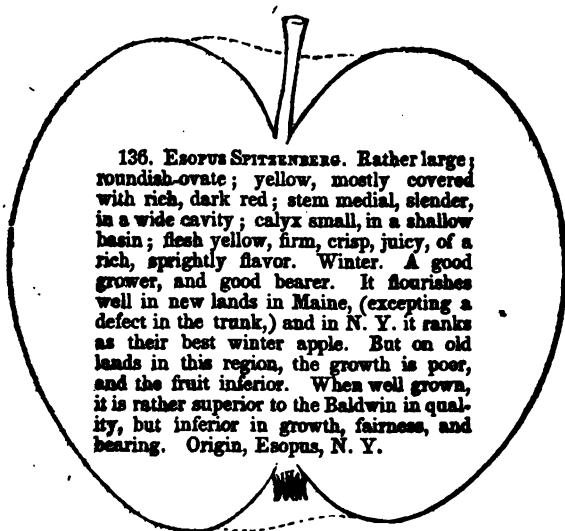 136. ESOPUS SPITZENBERG. Rather large;
roundish-ovate; yellow, mostly covered
with rich, dark red; stem medial, slender,
in a wide cavity; calyx small, in a shallow
basin; flesh yellow, firm, crisp, juicy, of a
rich, sprightly flavor. Winter. A good
grower, and good bearer. It flourishes
well in new lands in Maine, (excepting a
defect in the trunk,) and in N. Y. it ranks
as their best winter apple. But on old
lands in this region, the growth is poor,
and the fruit inferior. When well grown,
it is rather superior to the Baldwin in qual-
ity, but inferior in growth, fairness, and
bearing. Origin, Esopus, N. Y.